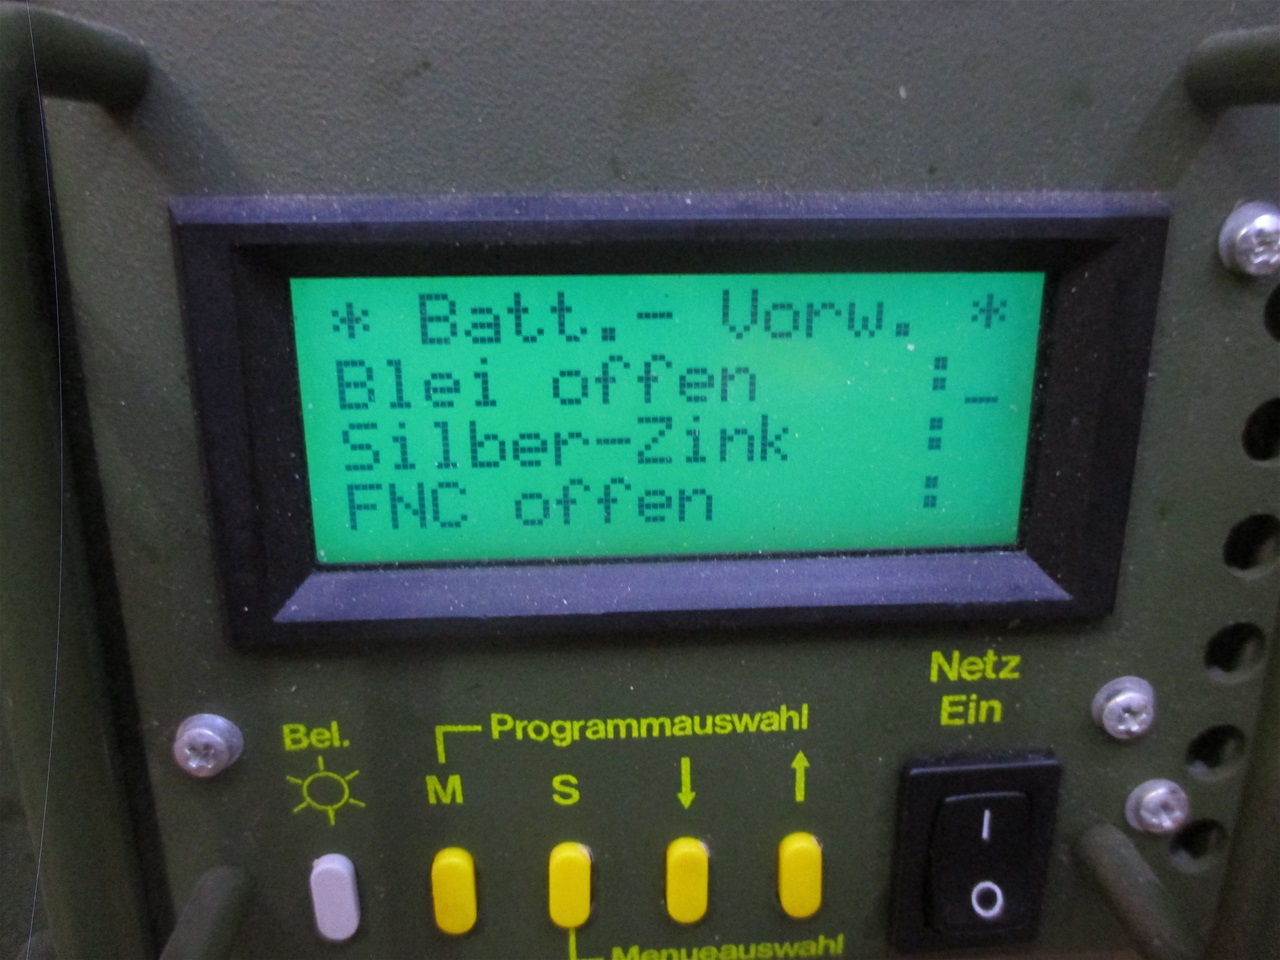 * Batt.- Vorw. *
Blei offen :_
Silber-Zink :
FNC offen :
Netz
Ein
Programmauswahl
Bel.
M S ↓ ↑
I
O
Menueauswahl